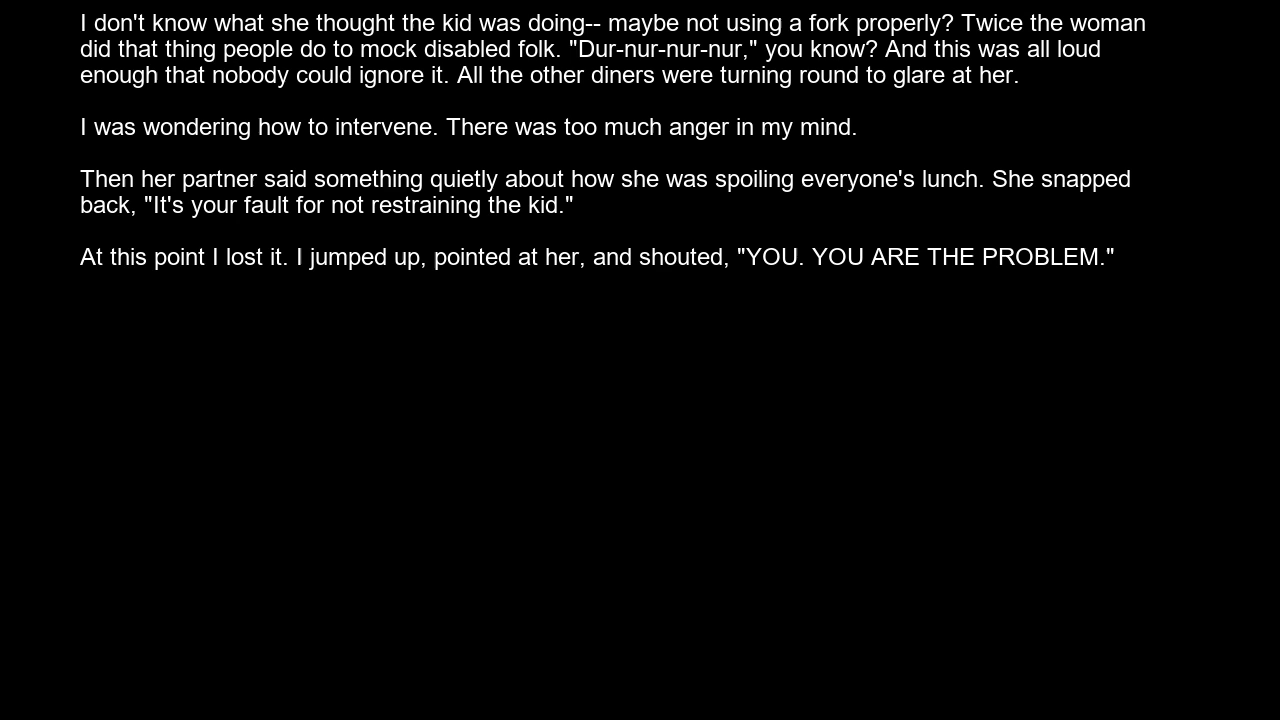 I don't know what she thought the kid was doing-- maybe not using a fork properly? Twice the woman
did that thing people do to mock disabled folk. "Dur-nur-nur-nur," you know? And this was all loud
enough that nobody could ignore it. All the other diners were turning round to glare at her.
I was wondering how to intervene. There was too much anger in my mind.
Then her partner said something quietly about how she was spoiling everyone's lunch. She snapped
back, "It's your fault for not restraining the kid."
At this point I lost it. I jumped up, pointed at her, and shouted, "YOU. YOU ARE THE PROBLEM."